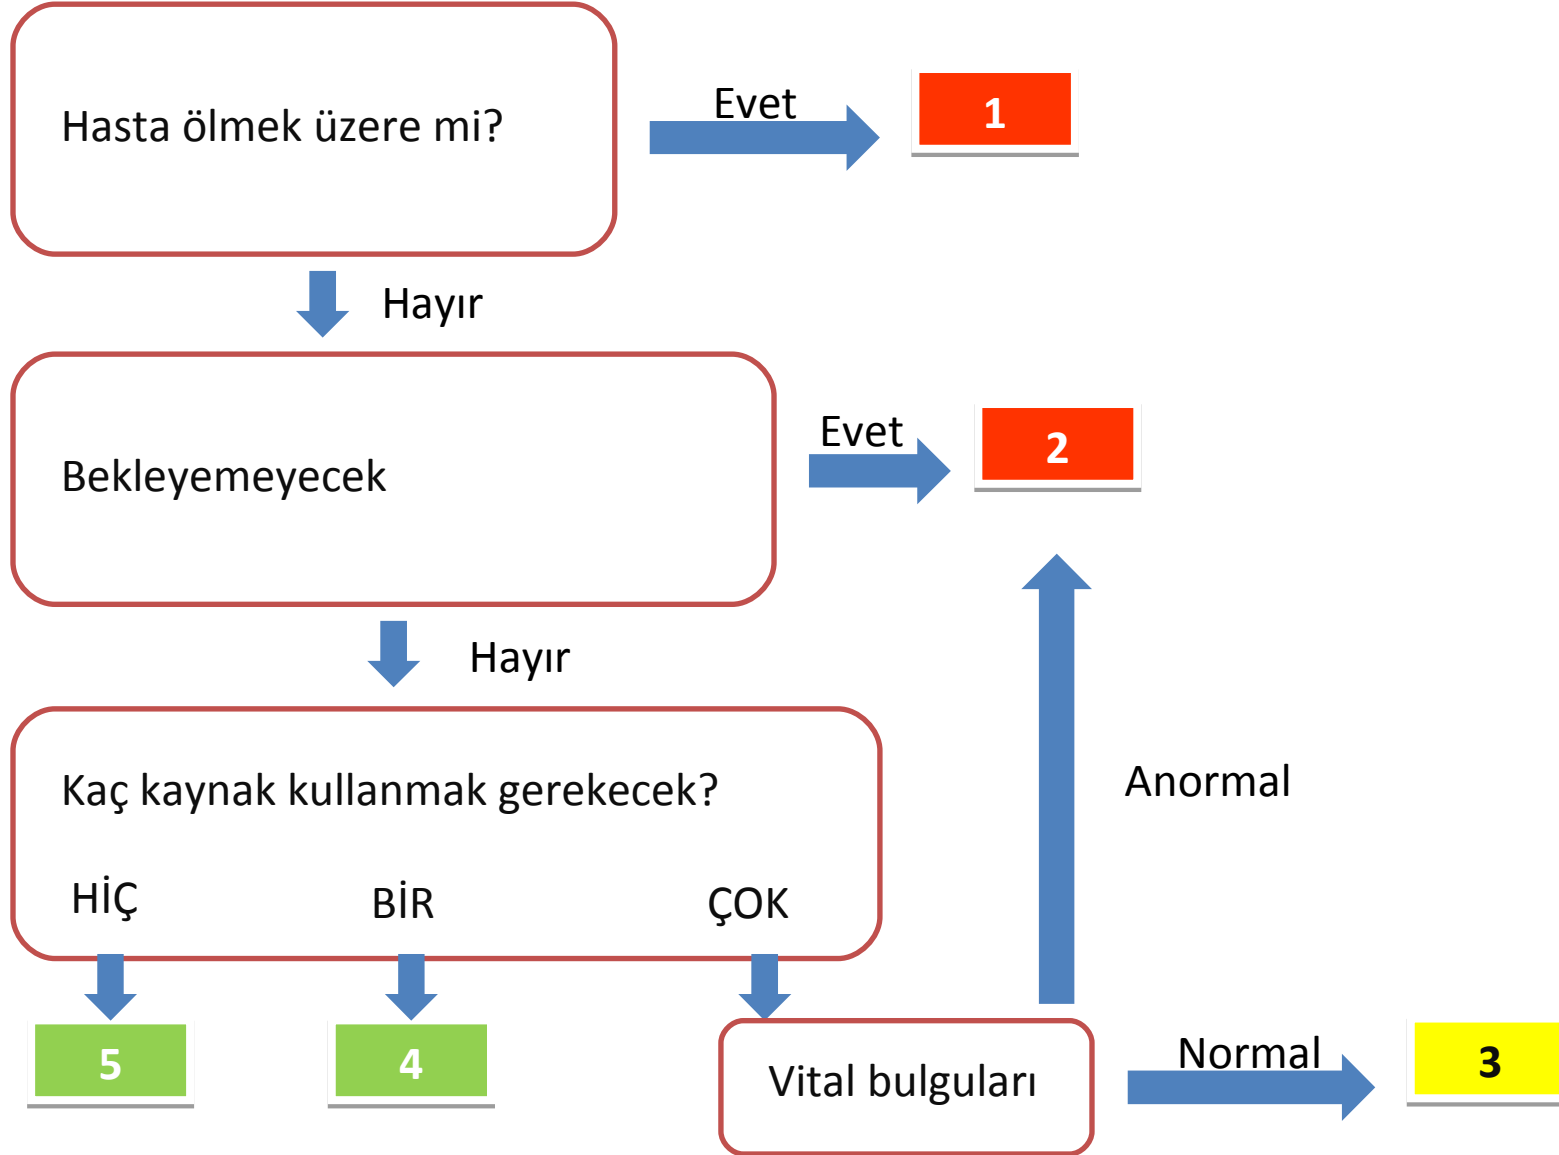 Hasta ölmek üzere mi?
Evet
1
Hayır
Bekleyemeyecek
Evet
2
Hayır
Kaç kaynak kullanmak gerekecek?
HİÇ
BİR
ÇOK
Anormal
5
4
Vital bulguları
Normal
3